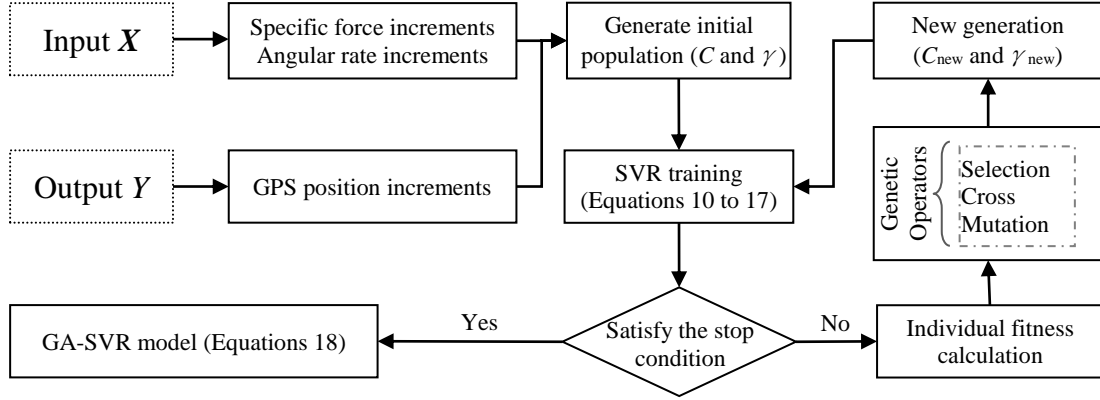 Input X
Specific force increments
Angular rate increments
Generate initial
population (C and γ)
New generation
(Cnew and γnew)
Output Y
GPS position increments
SVR training
(Equations 10 to 17)
Genetic
Operators
Selection
Cross
Mutation
GA-SVR model (Equations 18)
Yes
Satisfy the stop
condition
No
Individual fitness
calculation